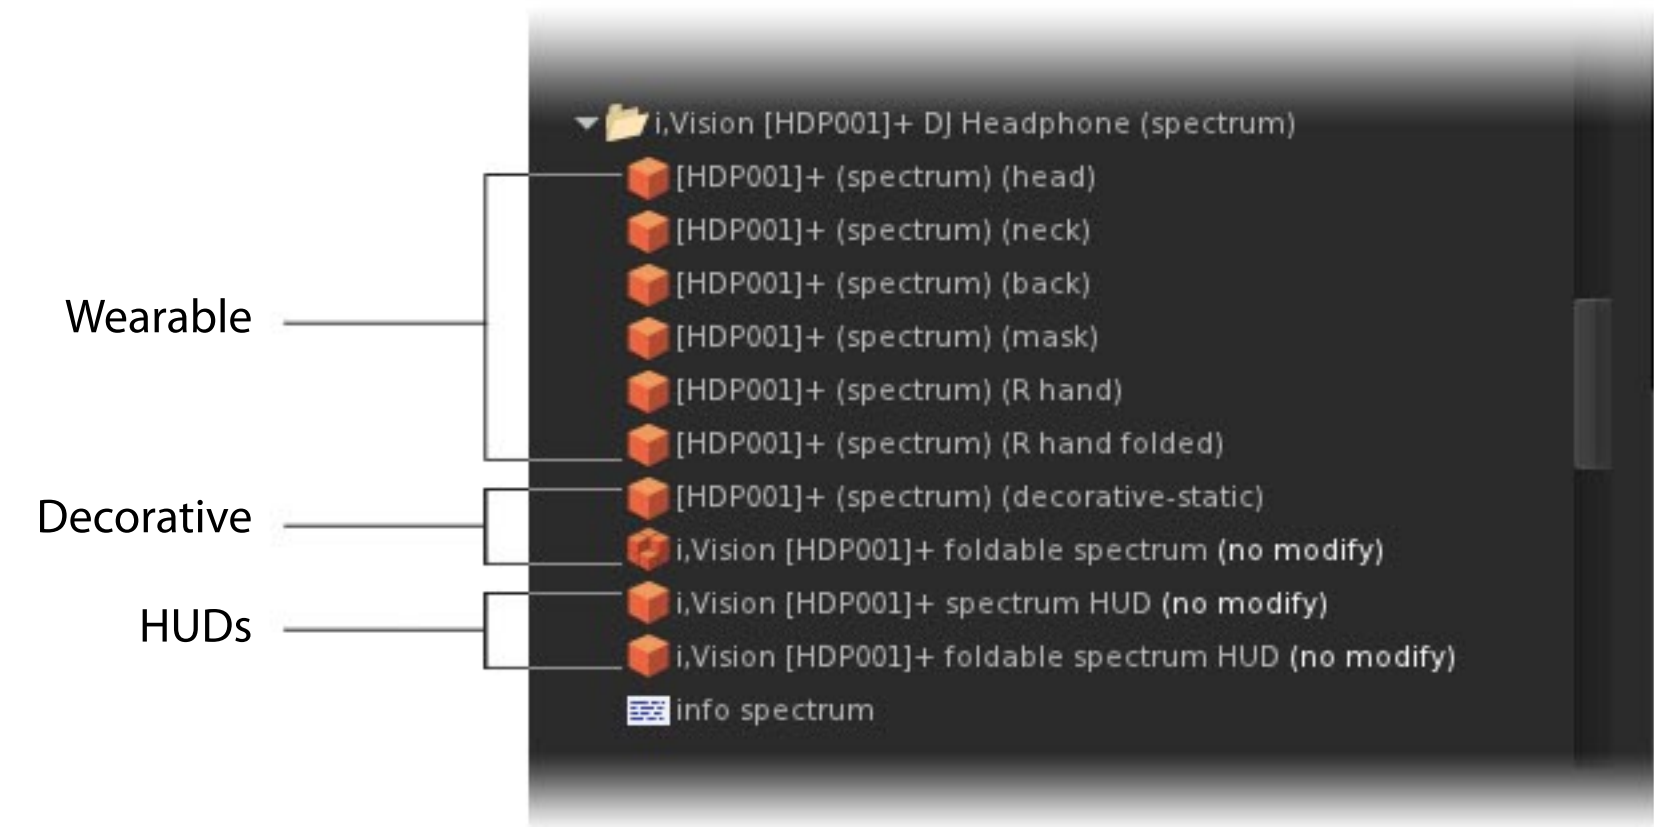 i,Vision [HDP001]+ DJ Headphone (spectrum)
[HDP001]+ (spectrum) (head)
[HDP001]+ (spectrum) (neck)
[HDP001]+ (spectrum) (back)
Wearable
[HDP001]+ (spectrum) (mask)
[HDP001]+ (spectrum) (R hand)
[HDP001]+ (spectrum) (R hand folded)
Decorative
[HDP001]+ (spectrum) (decorative-static)
i,Vision [HDP001]+ foldable spectrum (no modify)
HUDs
i,Vision [HDP001]+ spectrum HUD (no modify)
i,Vision [HDP001]+ foldable spectrum HUD (no modify)
info spectrum